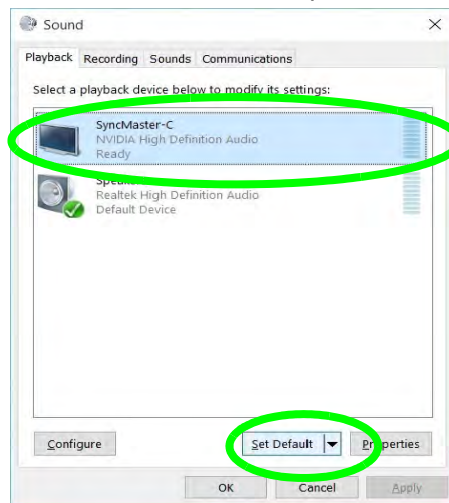 Sound
Playback Recording Sounds Communications
Select a playback device below to modify its settings:
SyncMaster-C
NVIDIA High Definition Audio
Ready
Realtek High Definition Audio
Default Device
Configure Set Default Properties
OK Cancel Apply